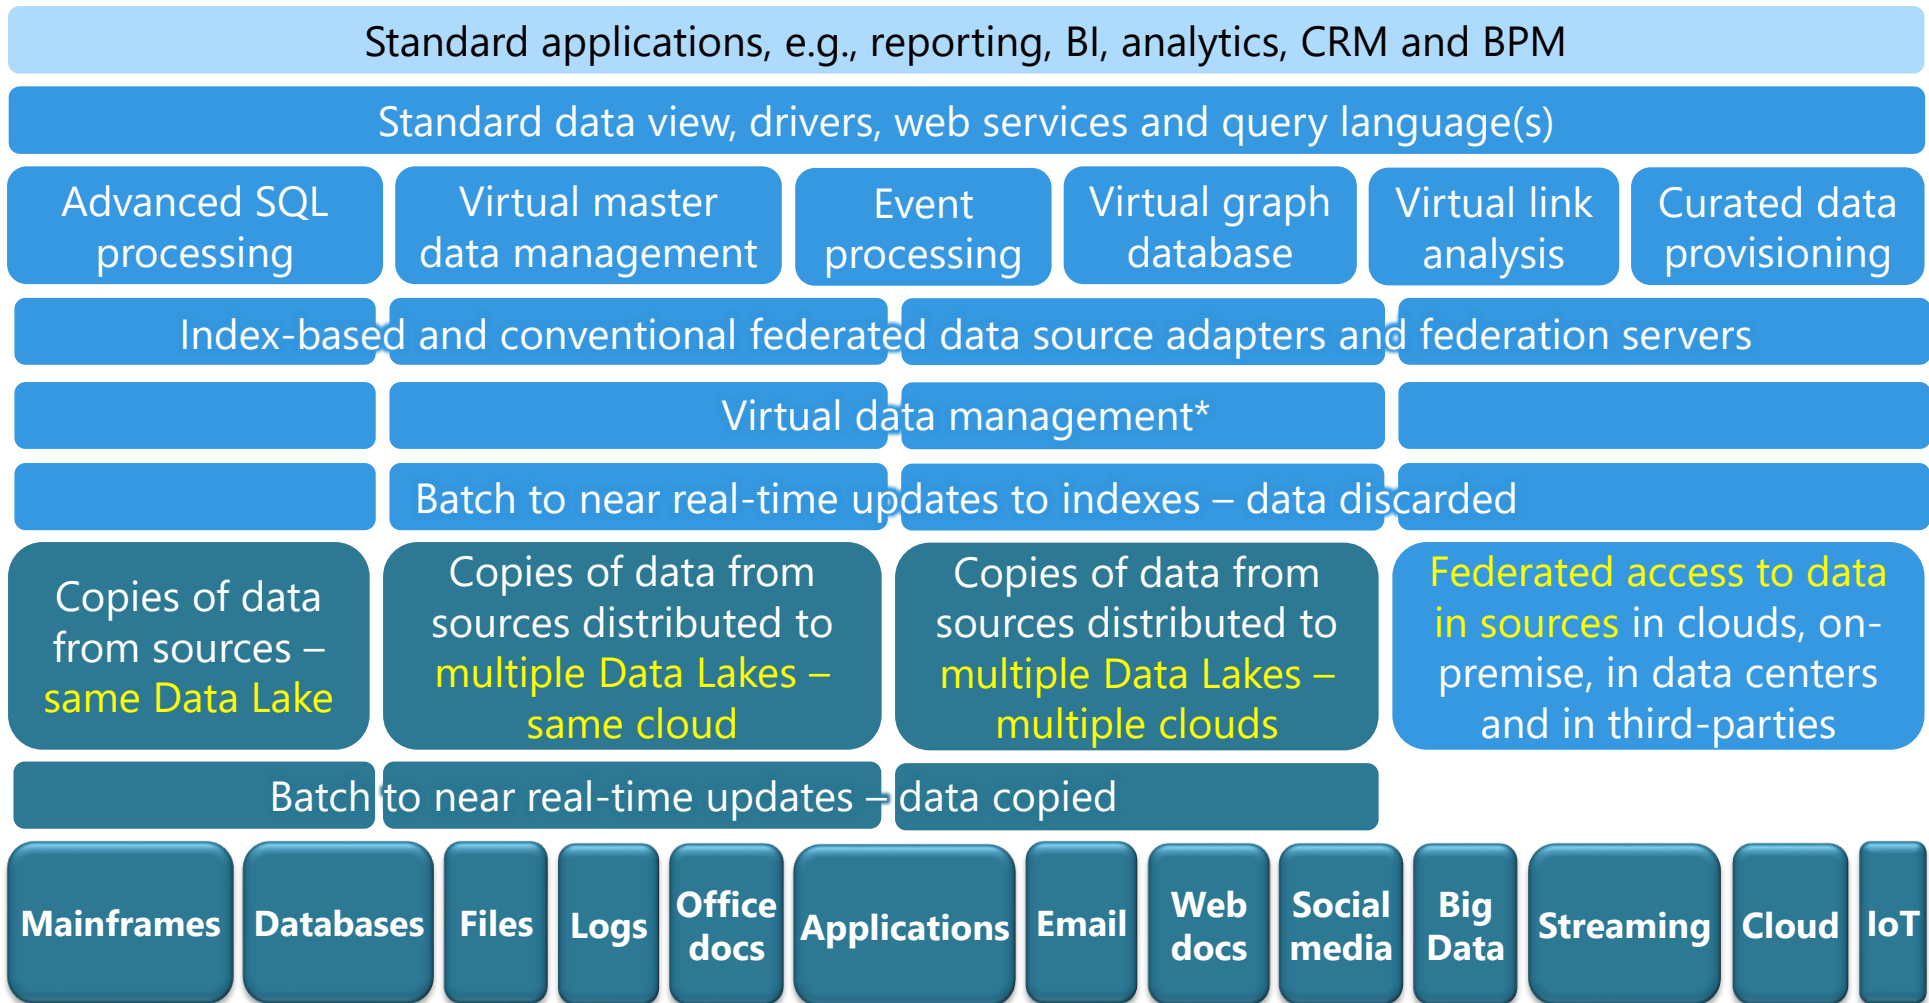 Standard applications, e.g., reporting, BI, analytics, CRM and BPM
Standard data view, drivers, web services and query language(s)
Advanced SQL
processing
Virtual master
data management
Event
processing
Virtual graph
database
Virtual link
analysis
Curated data
provisioning
Index-based and conventional federated data source adapters and federation servers
Virtual data management*
Batch to near real-time updates to indexes – data discarded
Copies of data
from sources –
same Data Lake
Copies of data from
sources distributed to
multiple Data Lakes –
same cloud
Copies of data from
sources distributed to
multiple Data Lakes –
multiple clouds
Federated access to data
in sources in clouds, on-
premise, in data centers
and in third-parties
Batch to near real-time updates – data copied
Mainframes
Databases
Files
Logs
Office
docs
Applications
Email
Web
docs
Social
media
Big
Data
Streaming
Cloud
IoT